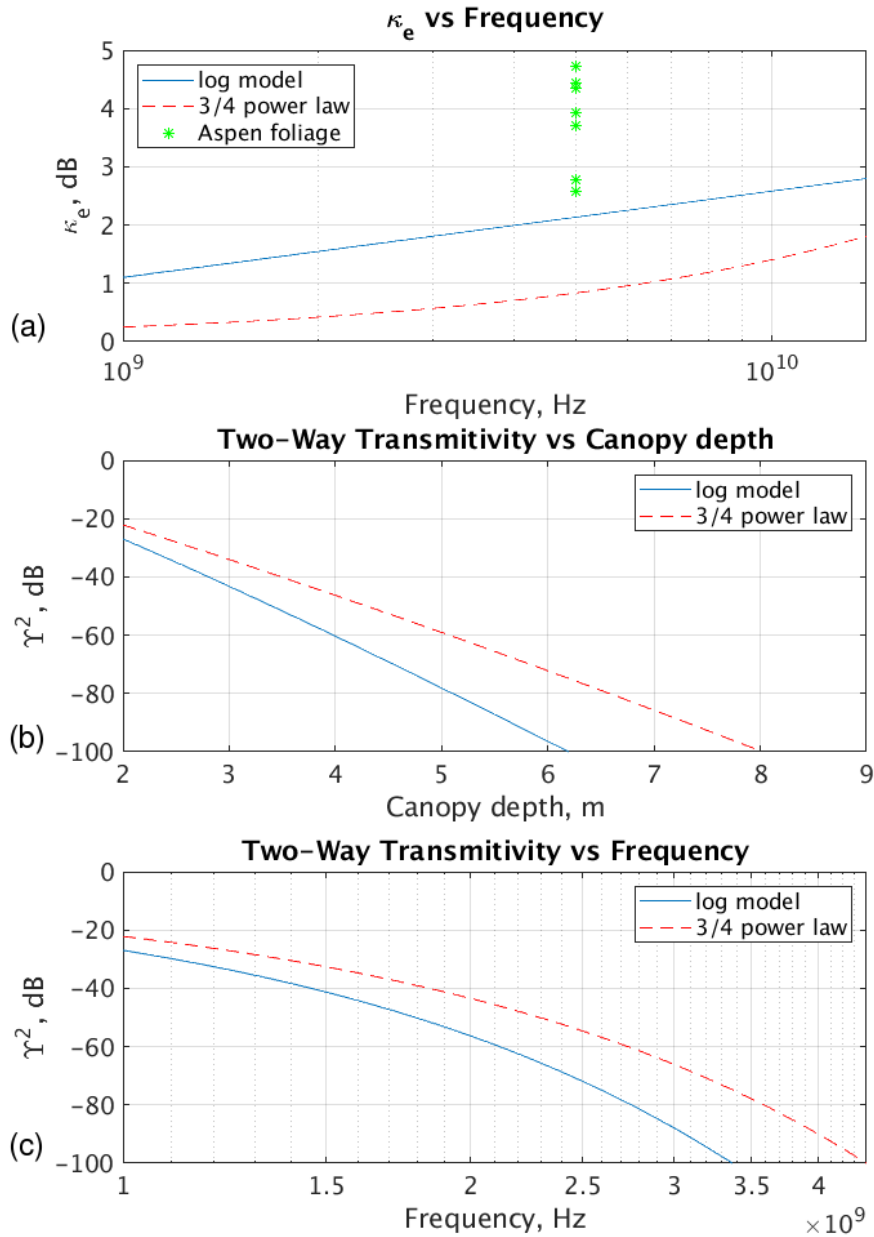 κe vs Frequency
5
4
3
2
1
0
κe, dB
log model
3/4 power law
Aspen foliage
(a)
10^9
10^10
Frequency, Hz
Two-Way Transmitivity vs Canopy depth
0
-20
-40
-60
-80
-100
ϒ^2 , dB
log model
3/4 power law
(b)
2 3 4 5 6 7 8 9
Canopy depth, m
Two-Way Transmitivity vs Frequency
0
-20
-40
-60
-80
-100
ϒ^2 , dB
log model
3/4 power law
(c)
1 1.5 2 2.5 3 3.5 4
Frequency, Hz
×10^9